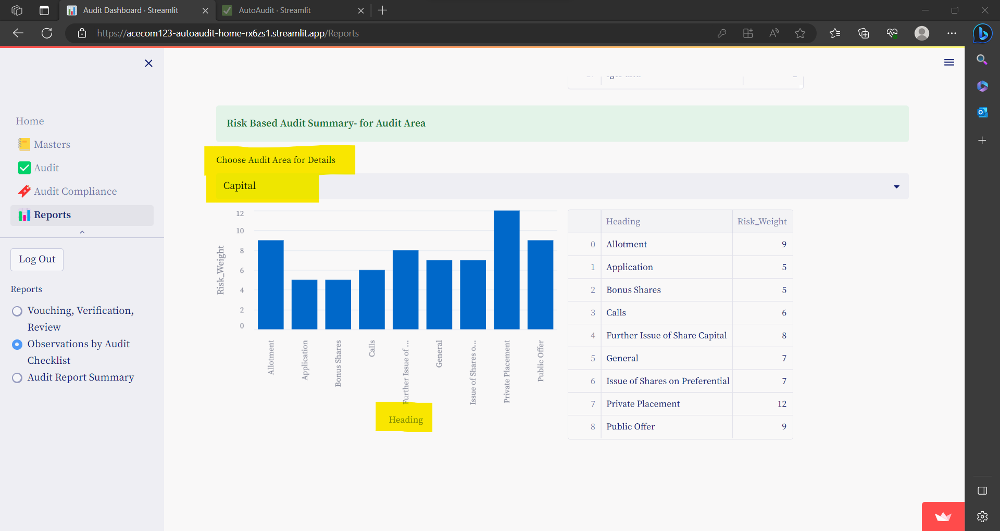 Audit Dashboard · Streamlit
AutoAudit · Streamlit
https://acecom123-autoaudit-home-rx6zs1.streamlit.app/Reports
Home
Masters
Audit
Audit Compliance
Reports
Log Out
Reports
Vouching, Verification,
Review
Observations by Audit
Checklist
Audit Report Summary
Risk Based Audit Summary- for Audit Area
Choose Audit Area for Details
Capital
Risk_Weight
12
10
8
6
4
2
0
Allotment
Application
Bonus Shares
Calls
Further Issue of ...
General
Issue of Shares o...
Private Placement
Public Offer
Heading
Heading Risk_Weight
0 Allotment 9
1 Application 5
2 Bonus Shares 5
3 Calls 6
4 Further Issue of Share Capital 8
5 General 7
6 Issue of Shares on Preferential 7
7 Private Placement 12
8 Public Offer 9